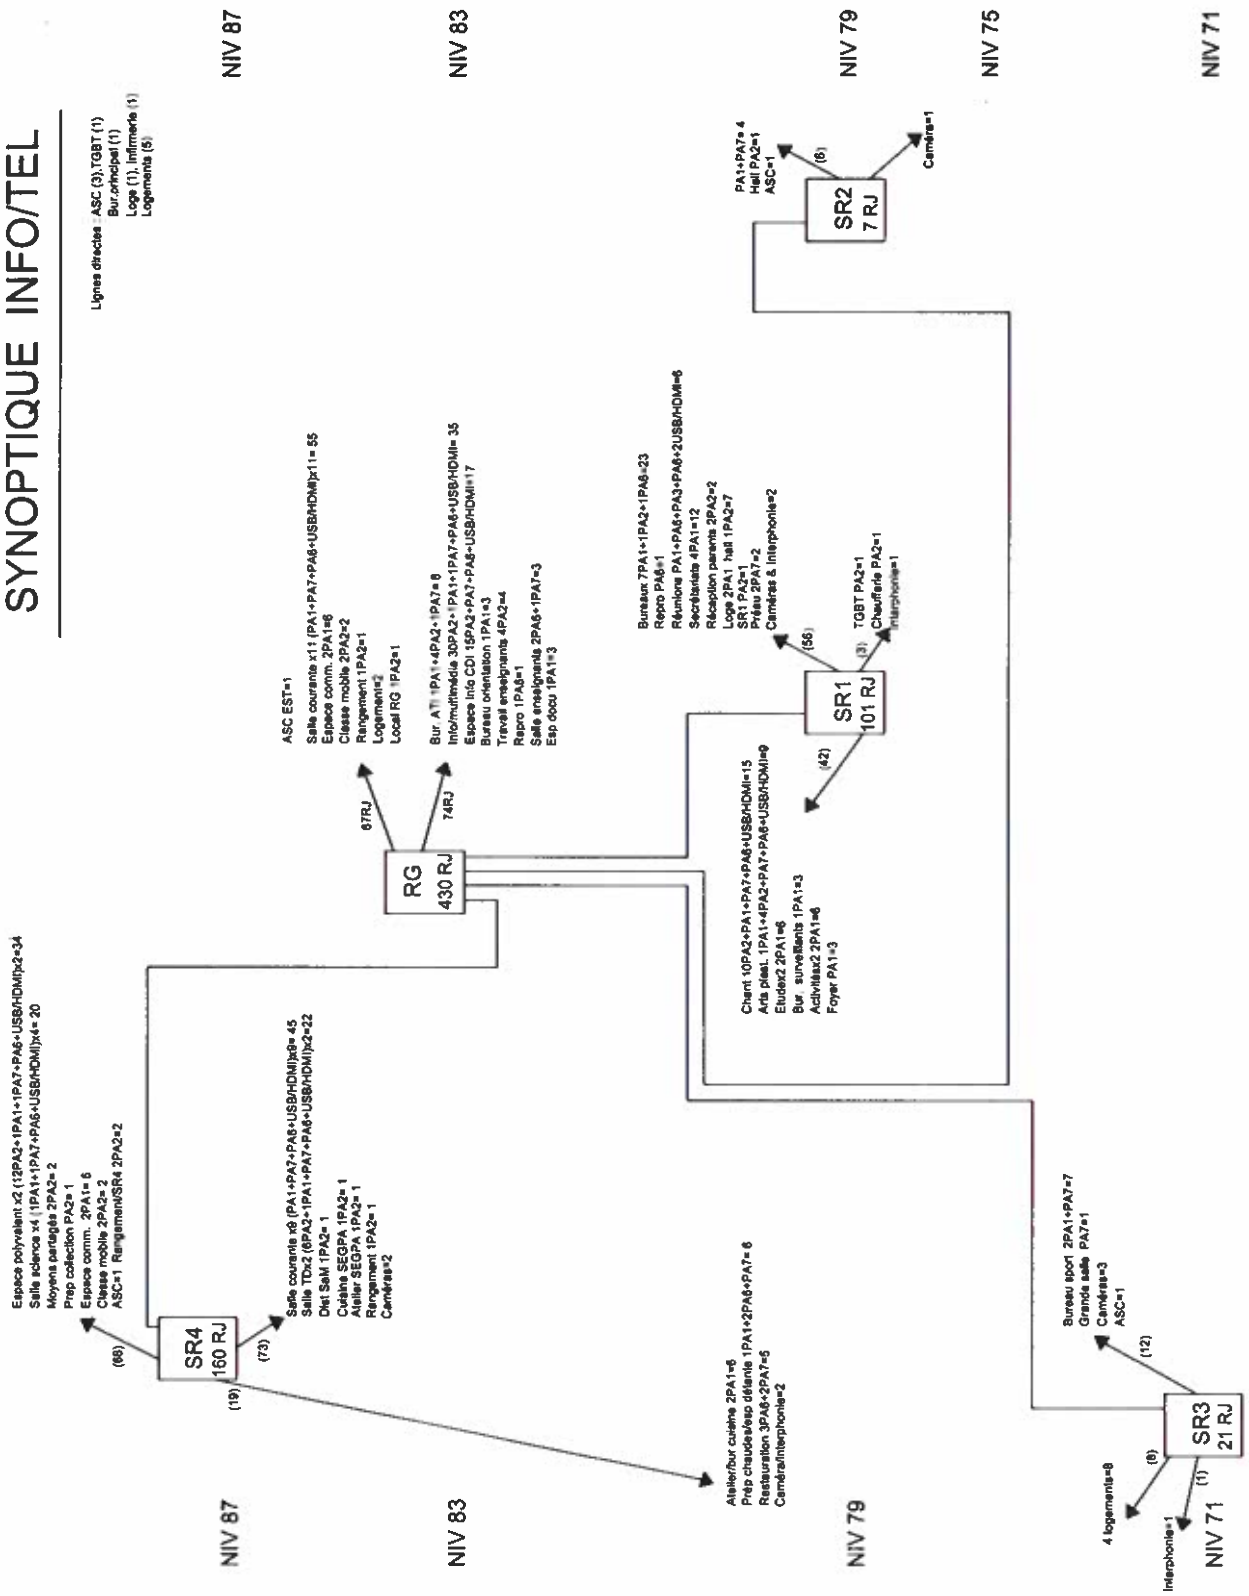 SYNOPTIQUE INFO/TEL
Lignes directes : ASC (3),TGBT (1)
Bur.principal (1)
Loge (1), Infirmerie (1)
Logements (5)
NIV 87
NIV 83
NIV 79
NIV 75
NIV 71
Espace polyvalent x2 (12PA2+1PA1+1PA7+PA6+USB/HDMI)x2=34
Salle science x4 (1PA1+1PA7+PA6+USB/HDMI)x4= 20
Moyens partagés 2PA2= 2
Prep collection PA2= 1
Espace comm. 2PA1= 6
Classe mobile 2PA2= 2
ASC=1 Rangement/SR4 2PA2=2
(68)
SR4
160 RJ
(73)
(19)
Salle courante x9 (PA1+PA7+PA6+USB/HDMI)x9= 45
Salle TDx2 (6PA2+1PA1+PA7+PA6+USB/HDMI)x2=22
Dist SéM 1PA2= 1
Cuisine SEGPA 1PA2= 1
Atelier SEGPA 1PA2= 1
Rangement 1PA2= 1
Caméras=2
ASC EST=1
Salle courante x11 (PA1+PA7+PA6+USB/HDMI)x11= 55
Espace comm. 2PA1=6
Classe mobile 2PA2=2
Rangement 1PA2=1
Logement=2
Local RG 1PA2=1
67RJ
RG
430 RJ
74RJ
Bur. ATI 1PA1+4PA2+1PA7= 8
Info/multimédia 30PA2+1PA1+1PA7+PA6+USB/HDMI= 35
Espace Info CDI 15PA2+PA7+PA6+USB/HDMI=17
Bureau orientation 1PA1=3
Travail enseignants 4PA2=4
Repro 1PA6=1
Salle enseignants 2PA6+1PA7=3
Esp docu 1PA1=3
Bureaux 7PA1+1PA2+1PA6=23
Repro PA6=1
Réunions PA1+PA6+PA3+PA6+2USB/HDMI=6
Secrétariats 4PA1=12
Réception parents 2PA2=2
Loge 2PA1 hall 1PA2=7
SR1 PA2=1
Préau 2PA7=2
Caméras & Interphonie=2
(56)
SR1
101 RJ
(3)
(42)
TGBT PA2=1
Chaufferie PA2=1
Interphonie=1
Chant 10PA2+PA1+PA7+PA6+USB/HDMI=15
Arts plast. 1PA1+4PA2+PA7+PA6+USB/HDMI=9
Etudex2 2PA1=6
Bur. surveillants 1PA1=3
Activitésx2 2PA1=6
Foyer PA1=3
PA1+PA7= 4
Hall PA2=1
ASC=1
(6)
SR2
7 RJ
Caméra=1
Atelier/bur cuisine 2PA1=6
Prép chaudes/esp détente 1PA1+2PA6+PA7= 6
Restauration 3PA6+2PA7=5
Caméra/Interphonie=2
Bureau sport 2PA1+PA7=7
Grande salle PA7=1
Caméras=3
ASC=1
(12)
SR3
21 RJ
(8)
(1)
4 logements=8
Interphonie=1
NIV 87
NIV 83
NIV 79
NIV 71